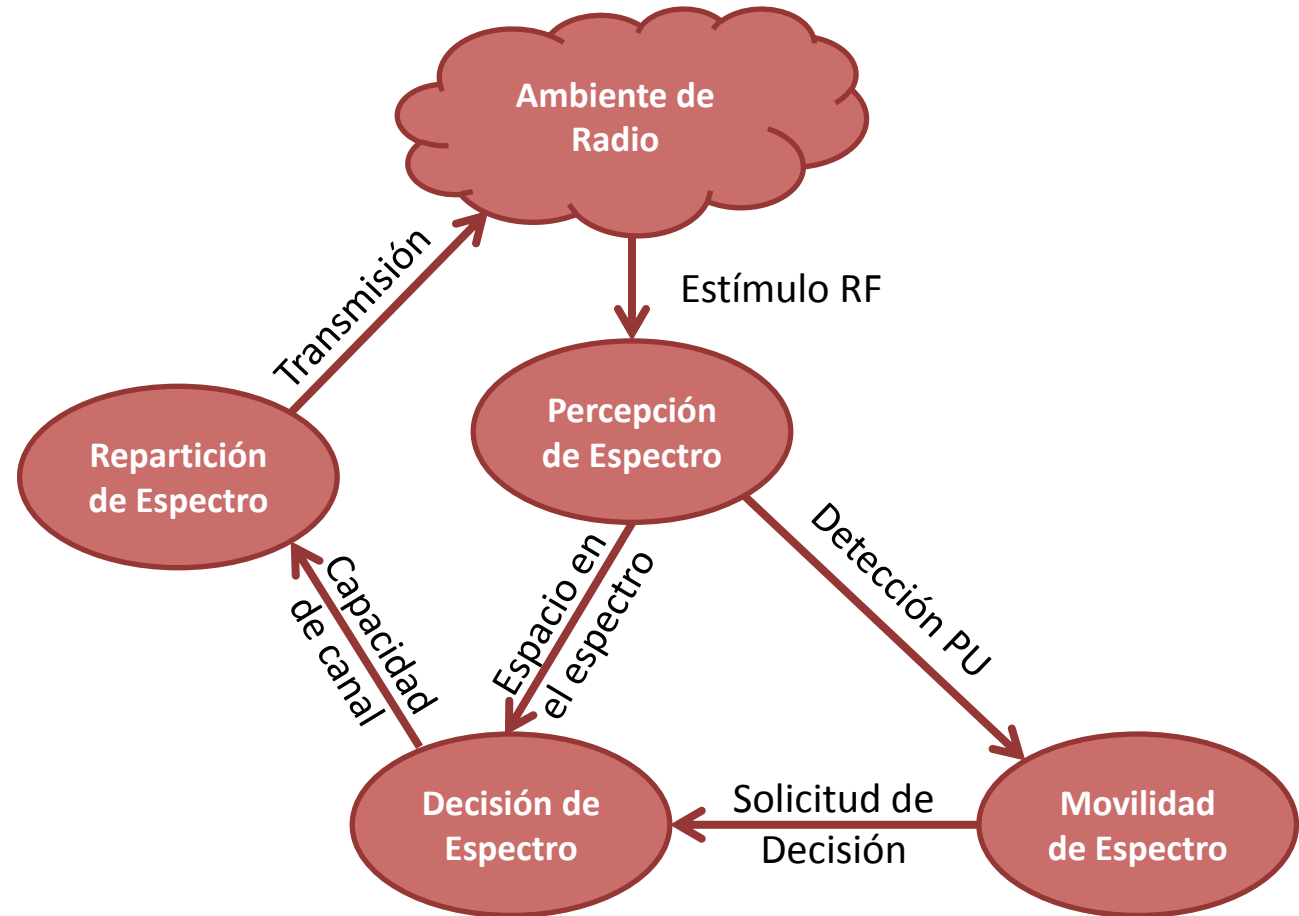 Ambiente de
Radio
Estímulo RF
Transmisión
Percepción
de Espectro
Repartición
de Espectro
Espacio en
el espectro
Detección PU
Capacidad
de canal
Decisión de
Espectro
Solicitud de
Decisión
Movilidad
de Espectro